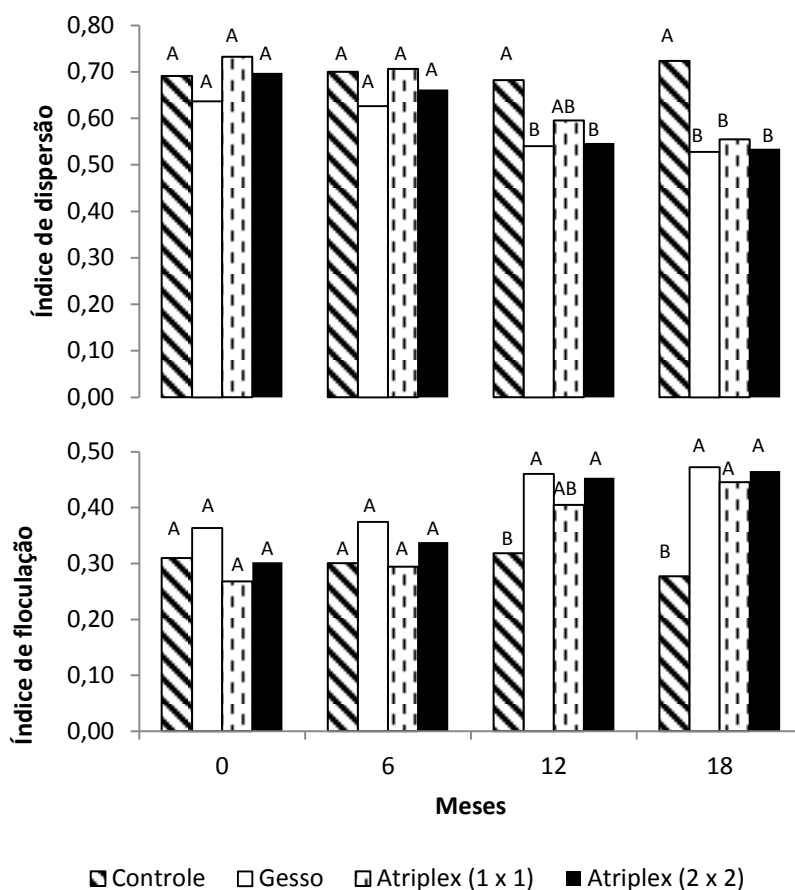 Índice de dispersão
0,80
0,70
0,60
0,50
0,40
0,30
0,20
0,10
0,00
A A A A
A A A A
A B AB B
A B B B
Índice de floculação
0,50
0,40
0,30
0,20
0,10
0,00
A A A A
A A A A
B A AB A
B A A A
0 6 12 18
Meses
Controle Gesso Atriplex (1 x 1) Atriplex (2 x 2)